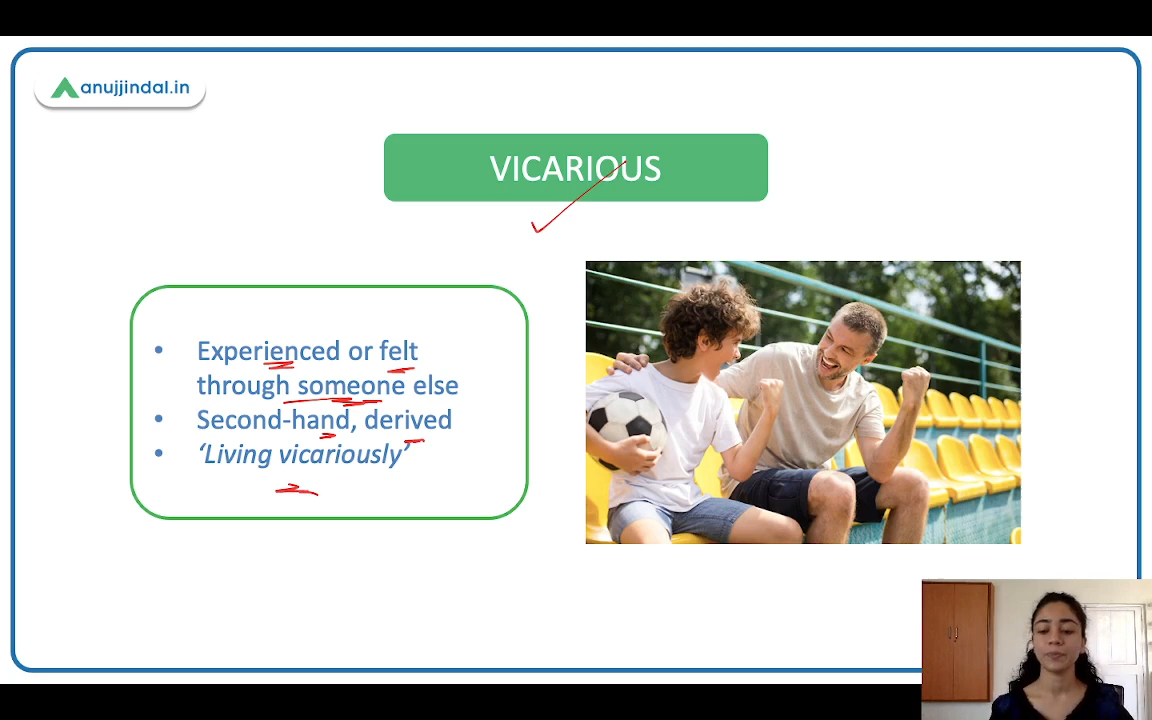 anujjindal.in
VICARIOUS
• Experienced or felt
through someone else
• Second-hand, derived
• ‘Living vicariously’